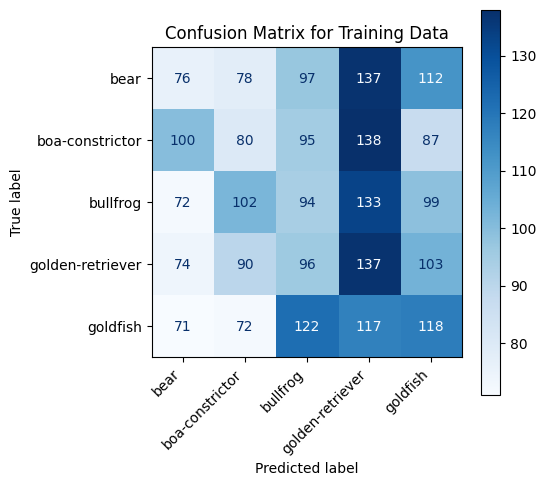 Confusion Matrix for Training Data
True label
bear 76 78 97 137 112
boa-constrictor 100 80 95 138 87
bullfrog 72 102 94 133 99
golden-retriever 74 90 96 137 103
goldfish 71 72 122 117 118
bear boa-constrictor bullfrog golden-retriever goldfish
Predicted label
130
120
110
100
90
80